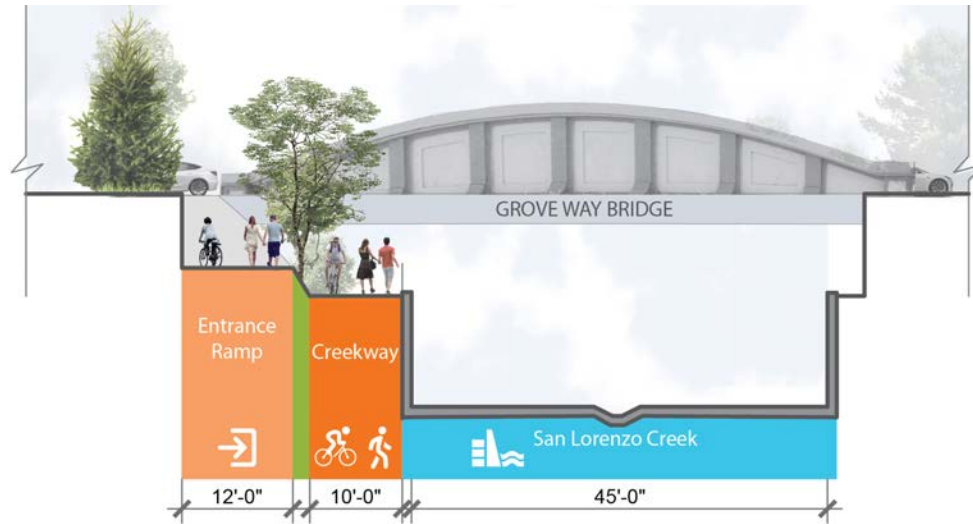 GROVE WAY BRIDGE
Entrance
Ramp
Creekway
San Lorenzo Creek
12'-0"
10'-0"
45'-0"